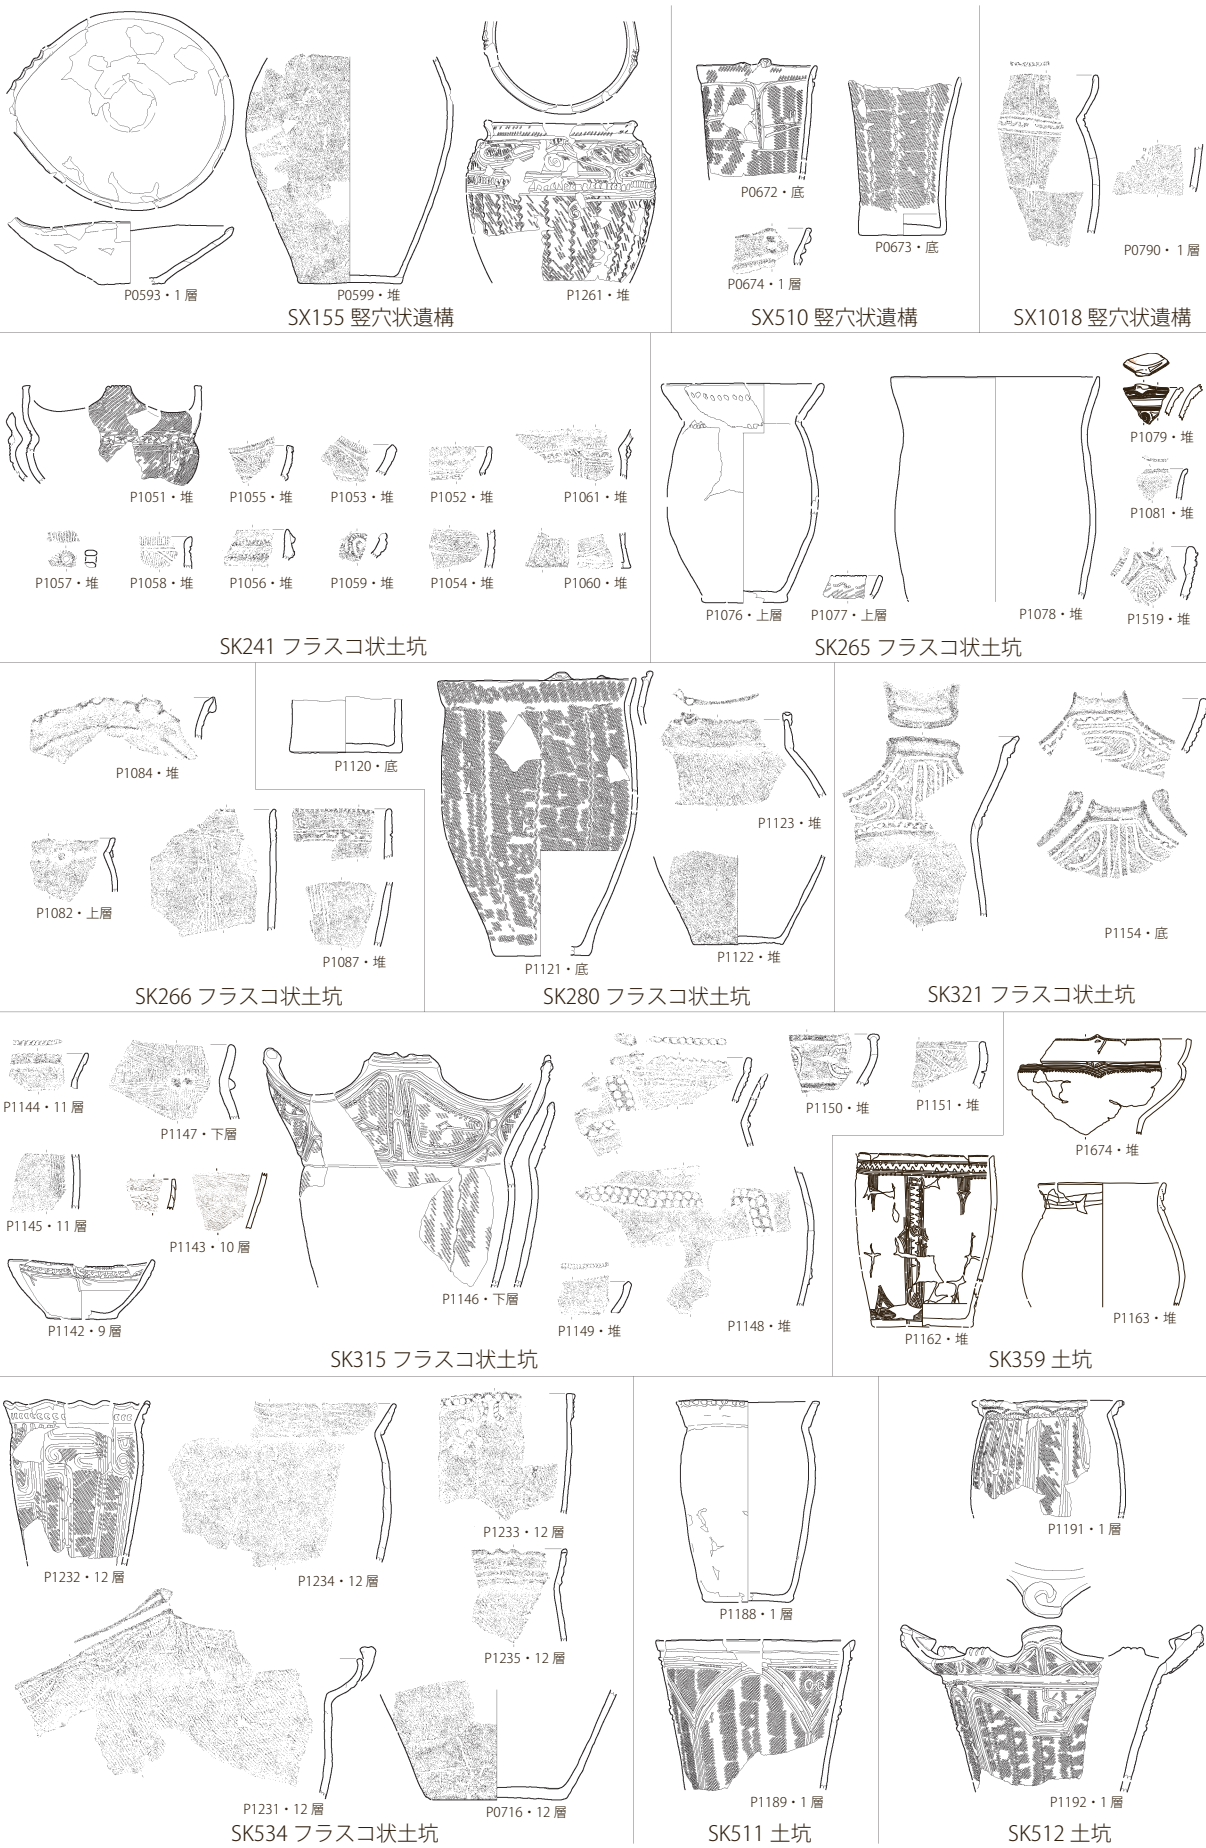 P0593・1層
P0599・堆
P1261・堆
SX155 竪穴状遺構
P0672・底
P0673・底
P0674・1層
SX510 竪穴状遺構
P0790・1層
SX1018 竪穴状遺構
P1051・堆
P1055・堆
P1053・堆
P1052・堆
P1061・堆
P1057・堆
P1058・堆
P1056・堆
P1059・堆
P1054・堆
P1060・堆
SK241 フラスコ状土坑
P1076・上層
P1077・上層
P1078・堆
P1079・堆
P1081・堆
P1519・堆
SK265 フラスコ状土坑
P1084・堆
P1120・底
P1082・上層
P1087・堆
SK266 フラスコ状土坑
P1121・底
P1123・堆
P1122・堆
SK280 フラスコ状土坑
P1154・底
SK321 フラスコ状土坑
P1144・11層
P1147・下層
P1145・11層
P1143・10層
P1142・9層
P1146・下層
P1149・堆
P1148・堆
P1150・堆
P1151・堆
SK315 フラスコ状土坑
P1674・堆
P1162・堆
P1163・堆
SK359 土坑
P1232・12層
P1234・12層
P1233・12層
P1235・12層
P1231・12層
P0716・12層
SK534 フラスコ状土坑
P1188・1層
P1189・1層
SK511 土坑
P1191・1層
P1192・1層
SK512 土坑